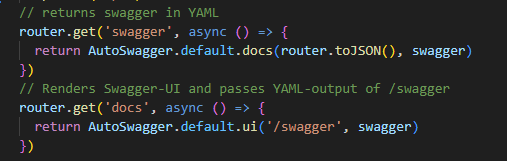 // returns swagger in YAML
router.get('swagger', async () => {
  return AutoSwagger.default.docs(router.toJSON(), swagger)
})
// Renders Swagger-UI and passes YAML-output of /swagger
router.get('docs', async () => {
  return AutoSwagger.default.ui('/swagger', swagger)
})